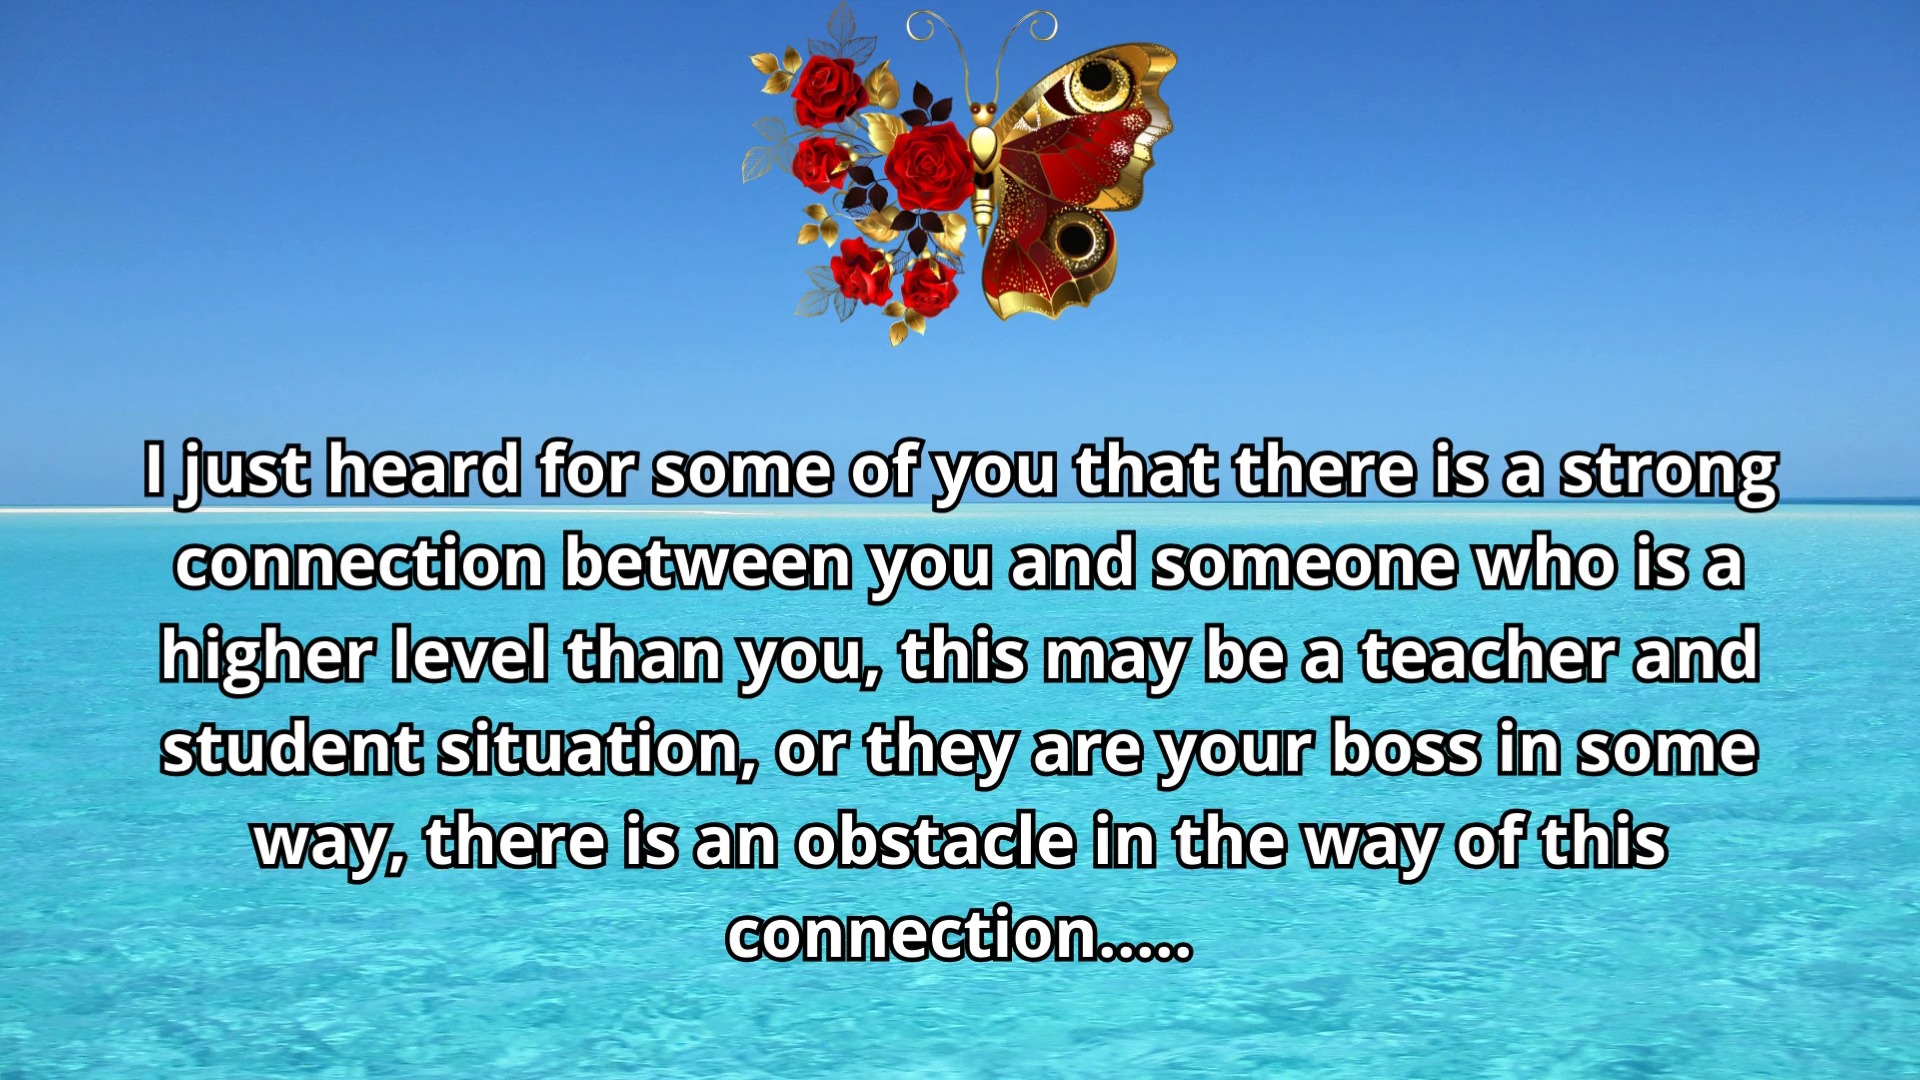 I just heard for some of you that there is a strong
connection between you and someone who is a
higher level than you, this may be a teacher and
student situation, or they are your boss in some
way, there is an obstacle in the way of this
connection.....